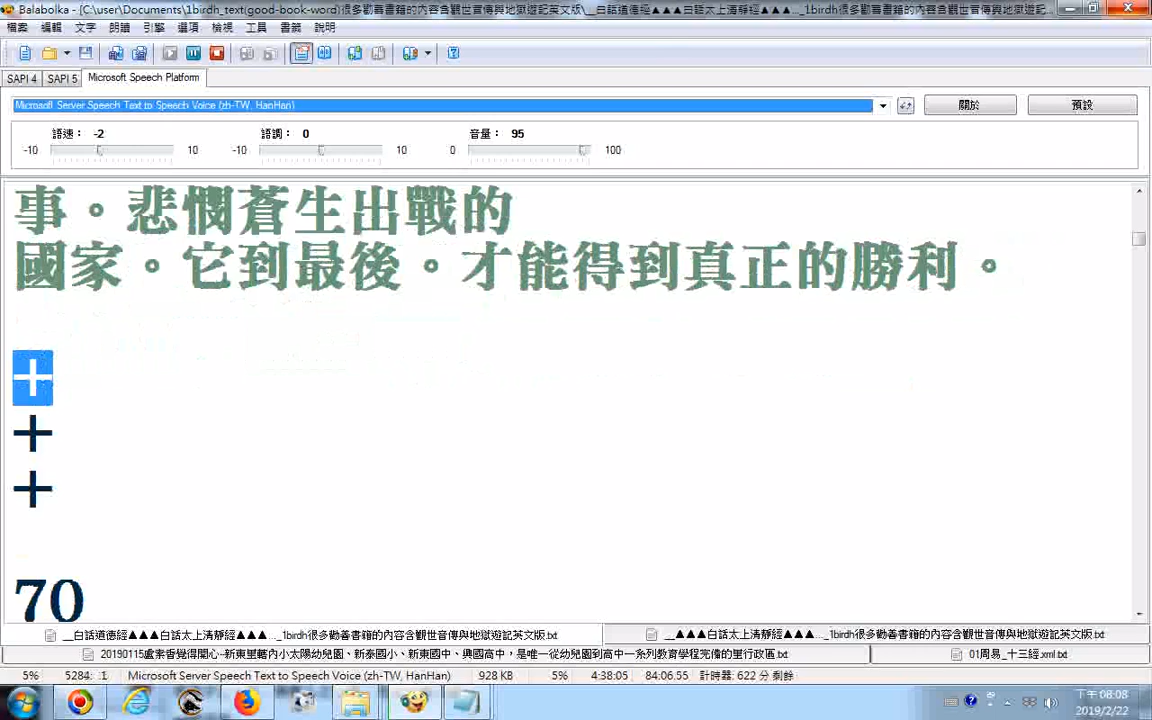 Balabolka - [C:\user\Documents\1birdh_text(good-book-word)很多勸善書籍的內容含觀世音傳與地獄遊記英文版\__白話道德經▲▲▲白話太上清靜經▲▲▲..._1birdh很多勸善書籍的內容含觀世音傳與地獄遊記...
檔案 編輯 文字 朗讀 引擎 選項 檢視 工具 書籤 說明
SAPI 4 SAPI 5 Microsoft Speech Platform
Microsoft Server Speech Text to Speech Voice (zh-TW, HanHan) 關於 預設
語速： -2 語調： 0 音量： 95
-10 10 -10 10 0 100
事。悲憫蒼生出戰的
國家。它到最後。才能得到真正的勝利。
+
+
+
70
__白話道德經▲▲▲白話太上清靜經▲▲▲..._1birdh很多勸善書籍的內容含觀世音傳與地獄遊記英文版.txt __▲▲▲白話太上清靜經▲▲▲..._1birdh很多勸善書籍的內容含觀世音傳與地獄遊記英文版.txt
20190115盧素香覺得開心--新東里轄內小太陽幼兒園、新泰國小、新東國中、興國高中，是唯一從幼兒園到高中一系列教育學程完備的里行政區.txt 01周易_十三經.xml.txt
5% 5284: 1 Microsoft Server Speech Text to Speech Voice (zh-TW, HanHan) 928 KB 5% 4:38:05 84:06.55 計時器: 622 分 剩餘
下午 08:08
2019/2/22